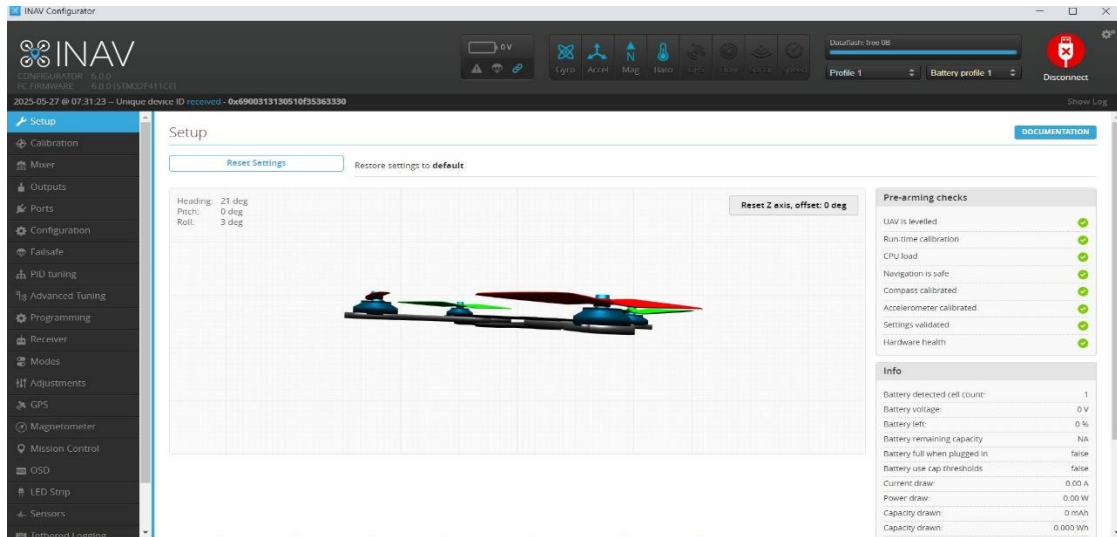 INAV Configurator
INAV
CONFIGURATOR 6.0.0
FC FIRMWARE 6.0.0 [STM32F411CE]
0 V
Gyro Accel Mag Baro GPS Flow Sonar Speed
Dataflash: free 0B
Profile 1 Battery profile 1
Disconnect
2025-05-27 @ 07:31:23 -- Unique device ID received - 0x6900313130510f35363330
Show Log
Setup
Calibration
Mixer
Outputs
Ports
Configuration
Failsafe
PID tuning
Advanced Tuning
Programming
Receiver
Modes
Adjustments
GPS
Magnetometer
Mission Control
OSD
LED Strip
Sensors
Tethered Logging
Setup
DOCUMENTATION
Reset Settings
Restore settings to default
Heading: 21 deg
Pitch: 0 deg
Roll: 3 deg
Reset Z axis, offset: 0 deg
Pre-arming checks
UAV is levelled
Run-time calibration
CPU load
Navigation is safe
Compass calibrated
Accelerometer calibrated
Settings validated
Hardware health
Info
Battery detected cell count: 1
Battery voltage: 0 V
Battery left: 0 %
Battery remaining capacity NA
Battery full when plugged in false
Battery use cap thresholds false
Current draw: 0.00 A
Power draw: 0.00 W
Capacity drawn: 0 mAh
Capacity drawn: 0.000 Wh